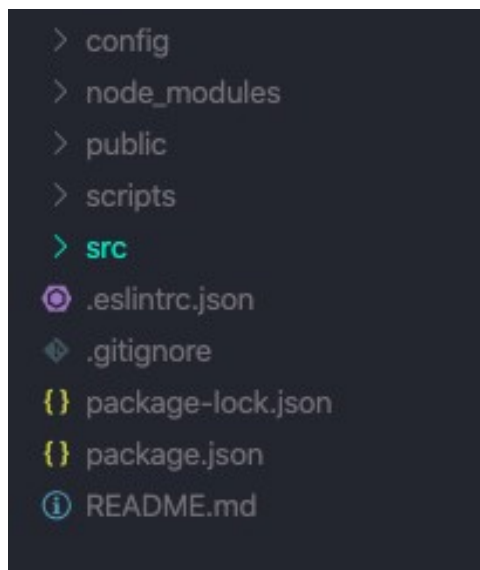 config
node_modules
public
scripts
src
.eslintrc.json
.gitignore
{} package-lock.json
{} package.json
README.md